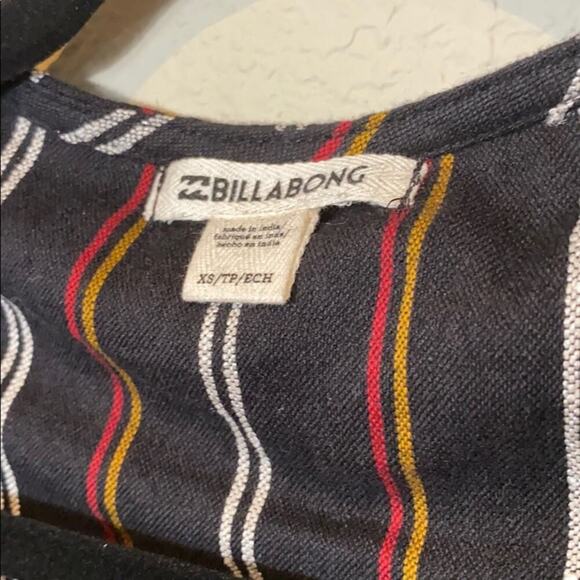 BILLABONG
made in india/
fabriqué en inde/
hecho en india
XS/TP/ECH